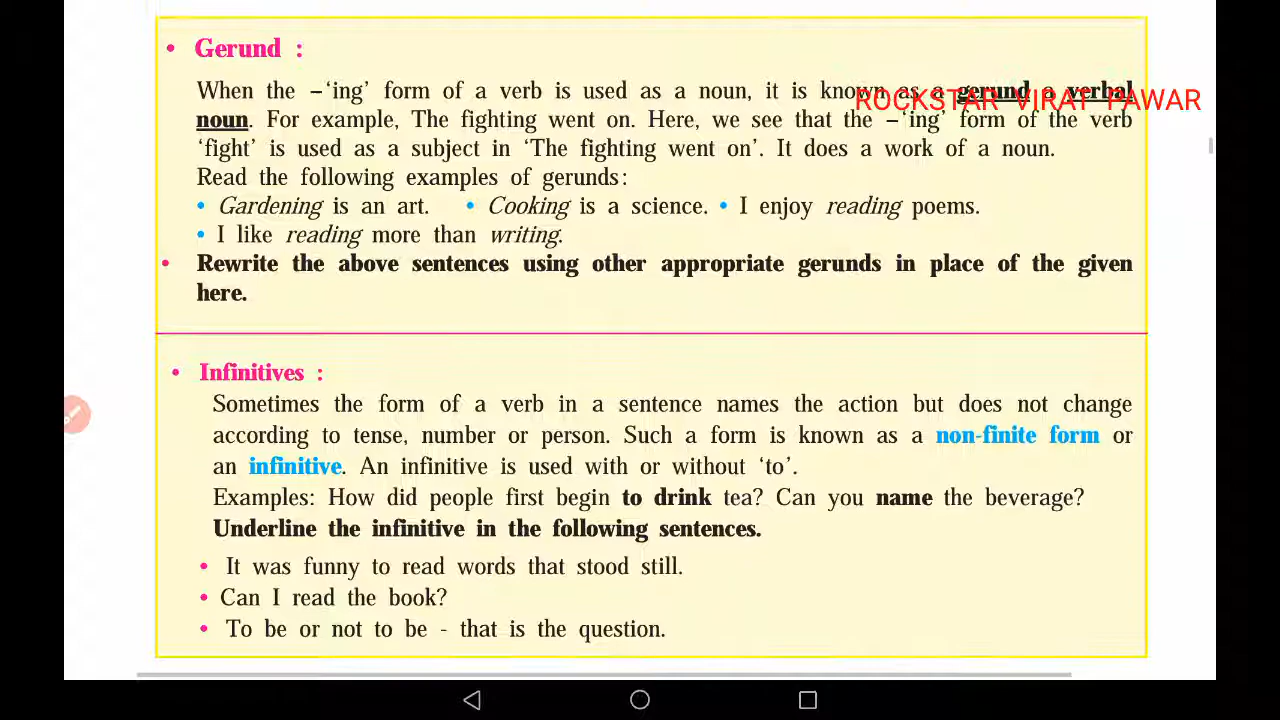 • Gerund :
When the –‘ing’ form of a verb is used as a noun, it is known as a gerund a verbal
ROCKSTAR VIRAT PAWAR
noun. For example, The fighting went on. Here, we see that the –‘ing’ form of the verb
‘fight’ is used as a subject in ‘The fighting went on’. It does a work of a noun.
Read the following examples of gerunds:
• Gardening is an art. • Cooking is a science. • I enjoy reading poems.
• I like reading more than writing.
• Rewrite the above sentences using other appropriate gerunds in place of the given
here.
• Infinitives :
Sometimes the form of a verb in a sentence names the action but does not change
according to tense, number or person. Such a form is known as a non-finite form or
an infinitive. An infinitive is used with or without ‘to’.
Examples: How did people first begin to drink tea? Can you name the beverage?
Underline the infinitive in the following sentences.
• It was funny to read words that stood still.
• Can I read the book?
• To be or not to be - that is the question.